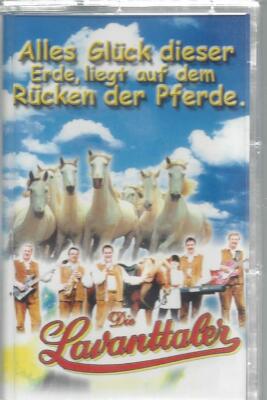 Alles Glück dieser
Erde, liegt auf dem
Rücken der Pferde.
Die
Lavanttaler